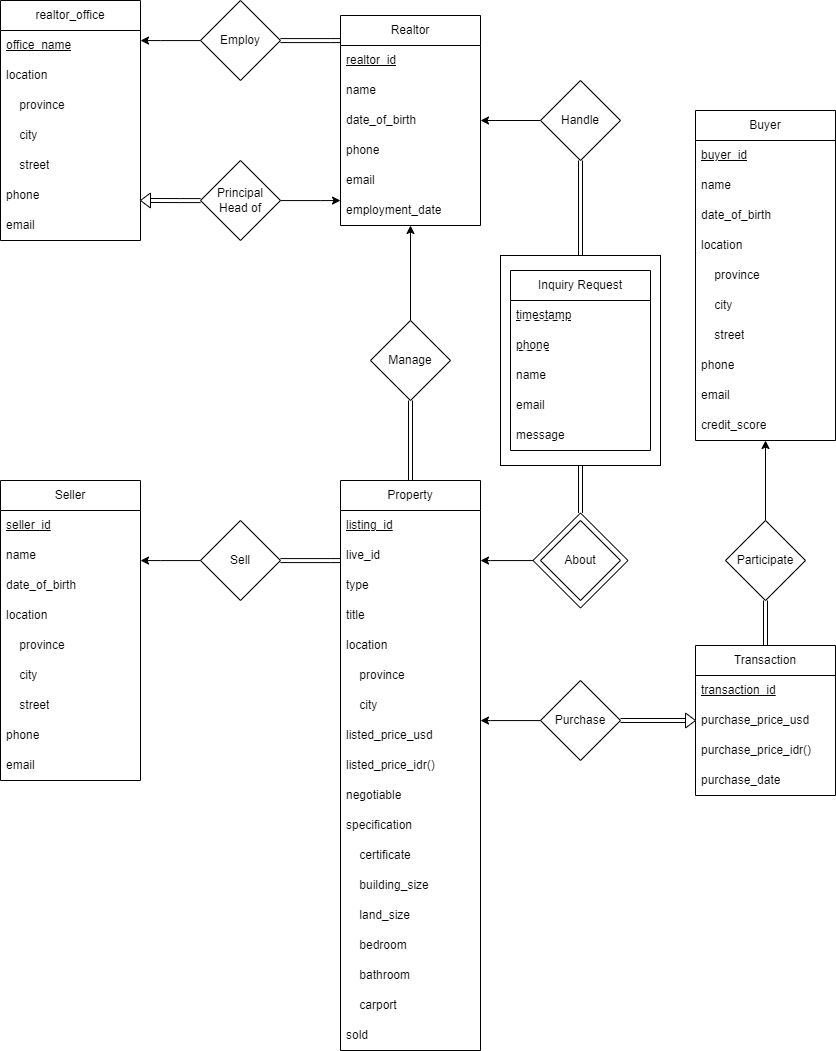 realtor_office
office_name
location
province
city
street
phone
email
Employ
Principal
Head of
Realtor
realtor_id
name
date_of_birth
phone
email
employment_date
Handle
Manage
Inquiry Request
timestamp
phone
name
email
message
Buyer
buyer_id
name
date_of_birth
location
province
city
street
phone
email
credit_score
Seller
seller_id
name
date_of_birth
location
province
city
street
phone
email
Sell
Property
listing_id
live_id
type
title
location
province
city
listed_price_usd
listed_price_idr()
negotiable
specification
certificate
building_size
land_size
bedroom
bathroom
carport
sold
About
Purchase
Participate
Transaction
transaction_id
purchase_price_usd
purchase_price_idr()
purchase_date